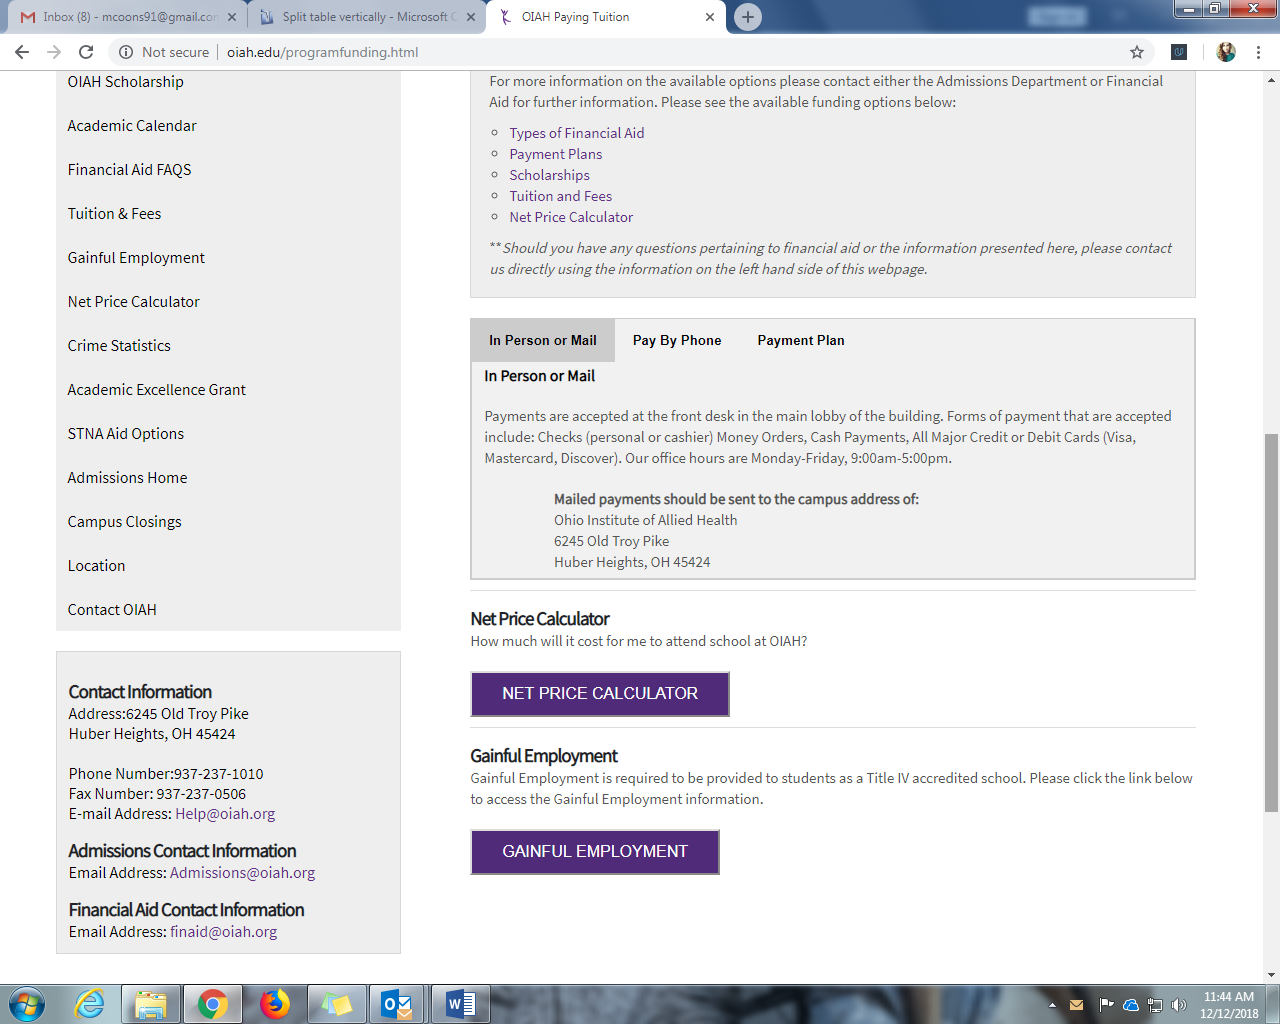 Inbox (8) - mcoons91@gmail.com
Split table vertically - Microsoft C
OIAH Paying Tuition
Not secure
oiah.edu/programfunding.html
OIAH Scholarship
Academic Calendar
Financial Aid FAQS
Tuition & Fees
Gainful Employment
Net Price Calculator
Crime Statistics
Academic Excellence Grant
STNA Aid Options
Admissions Home
Campus Closings
Location
Contact OIAH
Contact Information
Address:6245 Old Troy Pike
Huber Heights, OH 45424
Phone Number:937-237-1010
Fax Number: 937-237-0506
E-mail Address: Help@oiah.org
Admissions Contact Information
Email Address: Admissions@oiah.org
Financial Aid Contact Information
Email Address: finaid@oiah.org
For more information on the available options please contact either the Admissions Department or Financial
Aid for further information. Please see the available funding options below:
Types of Financial Aid
Payment Plans
Scholarships
Tuition and Fees
Net Price Calculator
**Should you have any questions pertaining to financial aid or the information presented here, please contact
us directly using the information on the left hand side of this webpage.
In Person or Mail
Pay By Phone
Payment Plan
In Person or Mail
Payments are accepted at the front desk in the main lobby of the building. Forms of payment that are accepted
include: Checks (personal or cashier) Money Orders, Cash Payments, All Major Credit or Debit Cards (Visa,
Mastercard, Discover). Our office hours are Monday-Friday, 9:00am-5:00pm.
Mailed payments should be sent to the campus address of:
Ohio Institute of Allied Health
6245 Old Troy Pike
Huber Heights, OH 45424
Net Price Calculator
How much will it cost for me to attend school at OIAH?
NET PRICE CALCULATOR
Gainful Employment
Gainful Employment is required to be provided to students as a Title IV accredited school. Please click the link below
to access the Gainful Employment information.
GAINFUL EMPLOYMENT
11:44 AM
12/12/2018